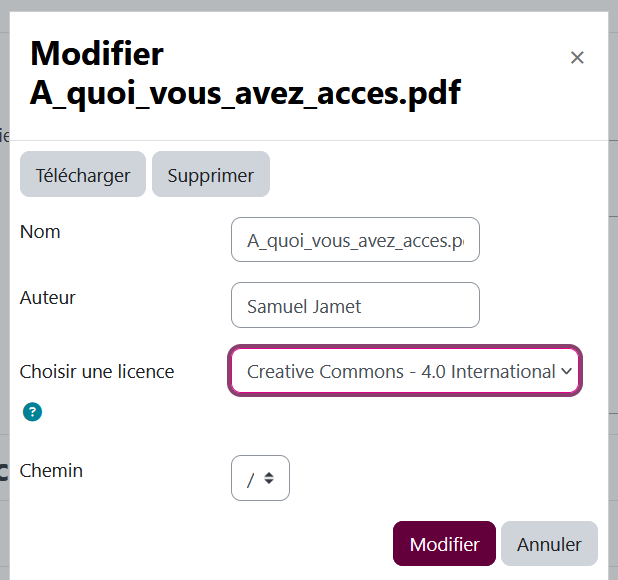 Modifier
A_quoi_vous_avez_acces.pdf
×
Télécharger Supprimer
Nom A_quoi_vous_avez_acces.p
Auteur Samuel Jamet
Choisir une licence Creative Commons - 4.0 International
?
Chemin /
Modifier Annuler